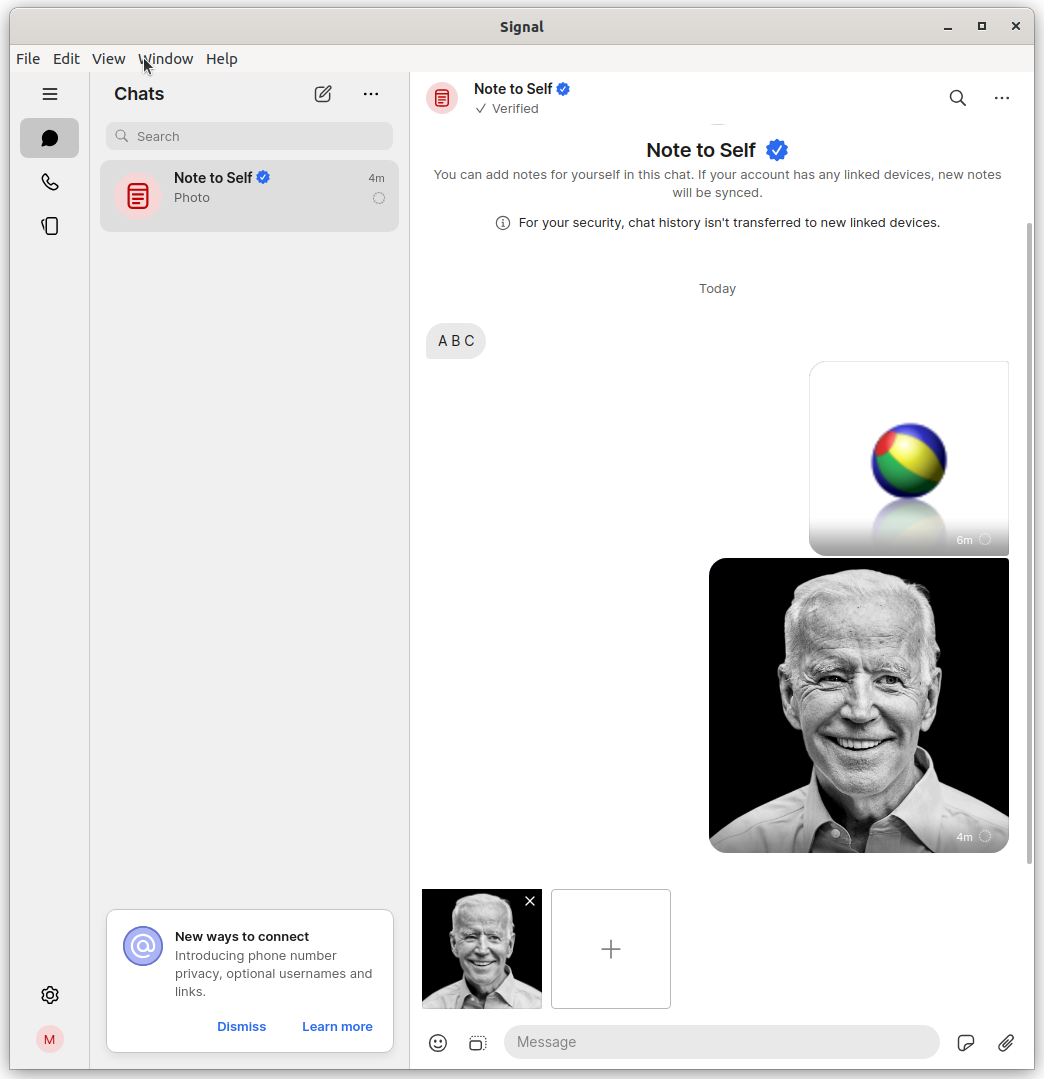 Signal
File Edit View Window Help
Chats
Search
Note to Self
4m
Photo
New ways to connect
Introducing phone number
privacy, optional usernames and
links.
Dismiss Learn more
M
Note to Self
Verified
Note to Self
You can add notes for yourself in this chat. If your account has any linked devices, new notes
will be synced.
For your security, chat history isn't transferred to new linked devices.
Today
A B C
6m
4m
Message